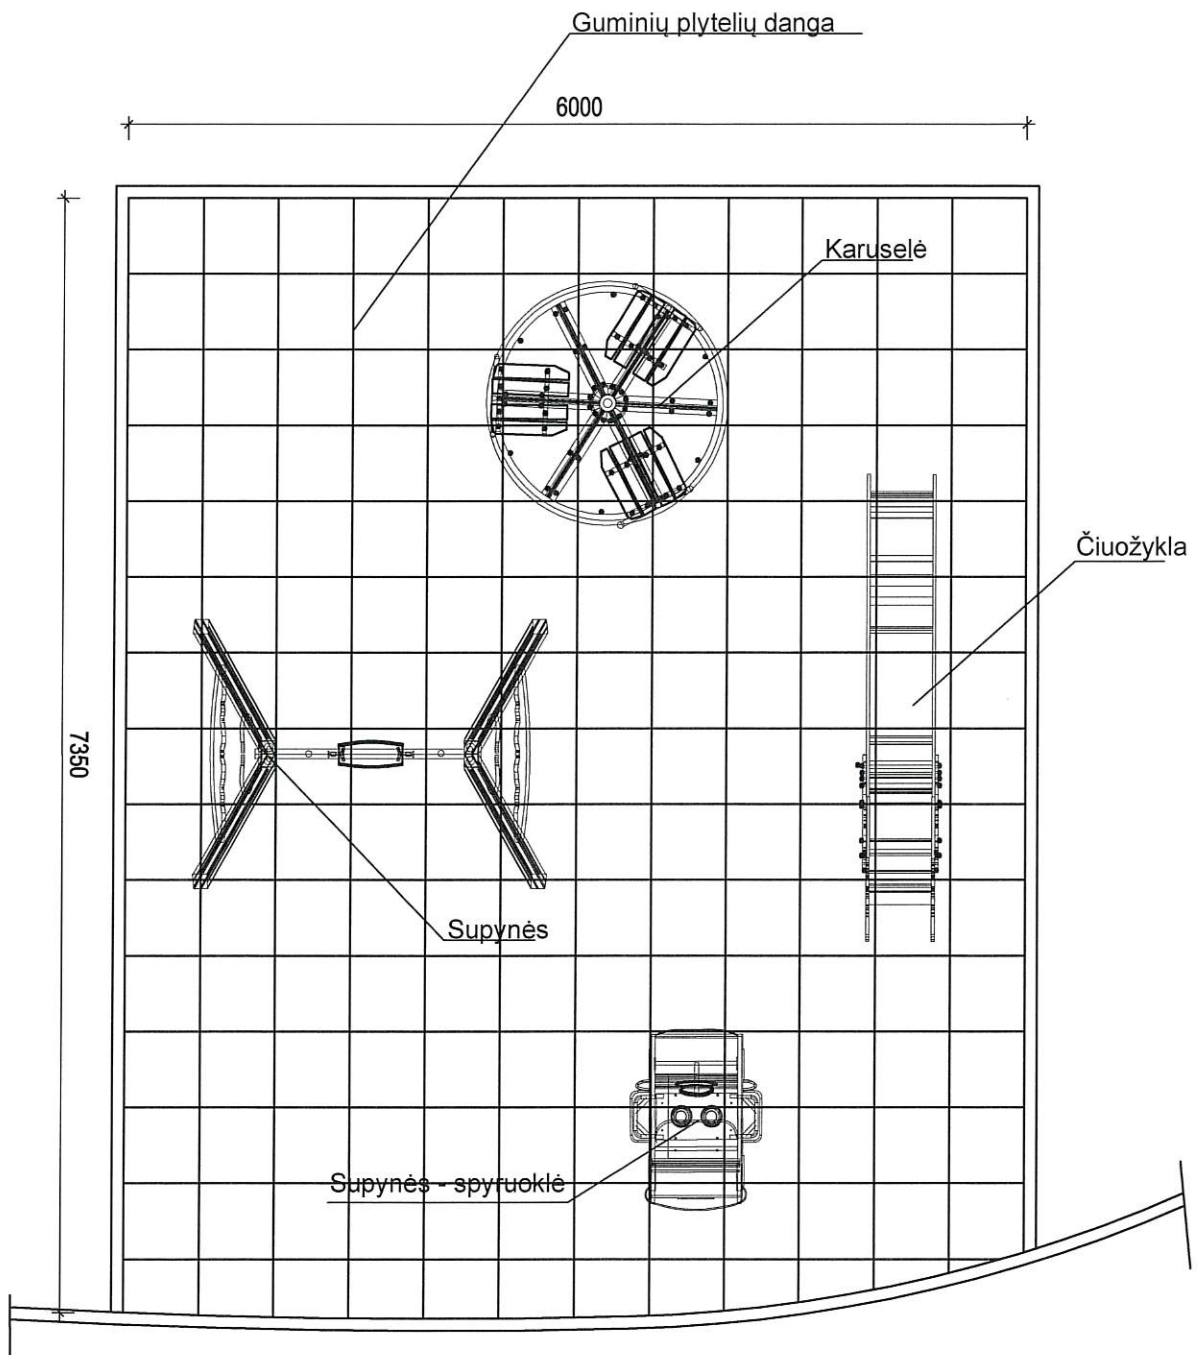 Guminių plytelių danga
6000
Karuselė
Čiuožykla
7350
Supynės
Supynės - spyruoklė